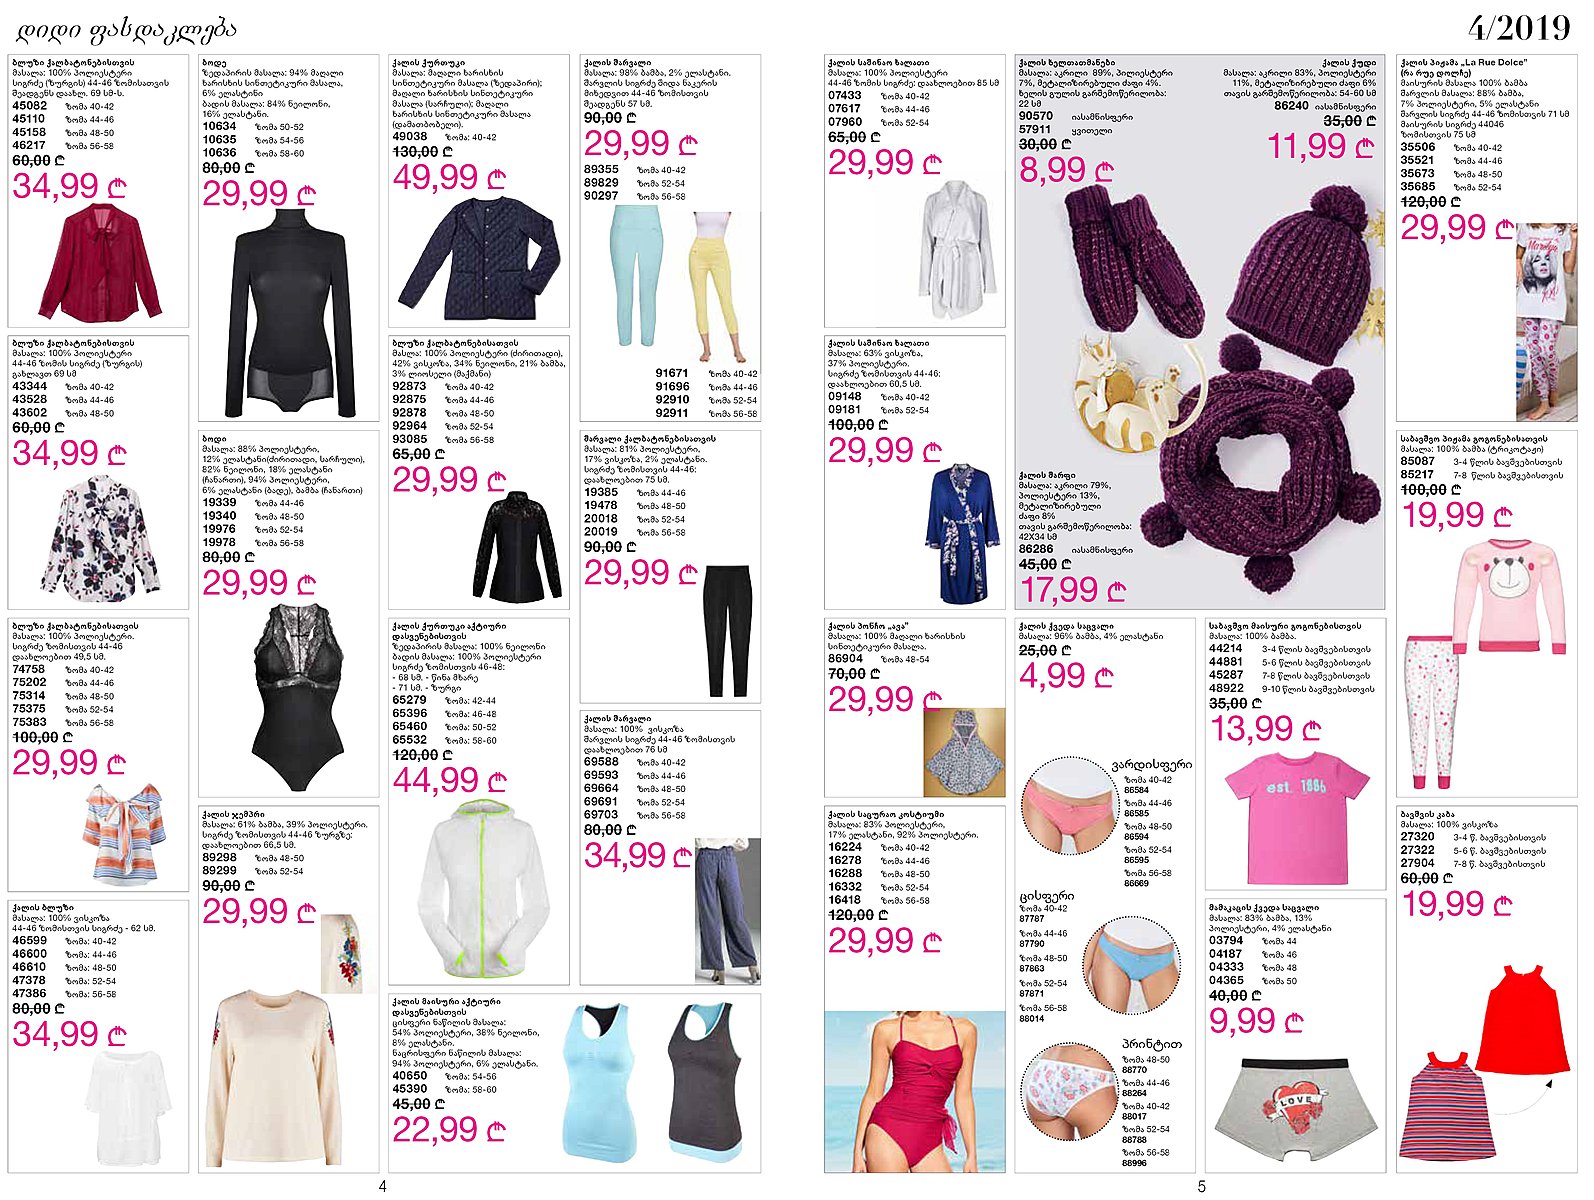 დიდი ფასდაკლება
4/2019
ბლუზი ქალბატონებისთვის
მასალა: 100% პოლიესტერი
სიგრძე (ზურგის) 44-46 ზომისათვის
შეადგენს დაახლ. 69 სმ-ს.
45082 ზომა 40-42
45110 ზომა 44-46
45158 ზომა 48-50
46217 ზომა 56-58
60,00 ₾
34,99 ₾
ბლუზი ქალბატონებისათვის
მასალა: 100% პოლიესტერი
44-46 ზომის სიგრძე (ზურგის)
გახლავთ 69 სმ
43344 ზომა 40-42
43528 ზომა 44-46
43602 ზომა 48-50
60,00 ₾
34,99 ₾
ბლუზი ქალბატონებისათვის
მასალა: 100% პოლიესტერი.
სიგრძე ზომისთვის 44-46
დაახლოებით 49,5 სმ.
74758 ზომა 40-42
75202 ზომა 44-46
75314 ზომა 48-50
75375 ზომა 52-54
75383 ზომა 56-58
100,00 ₾
29,99 ₾
ქალის ბლუზი
მასალა: 100% ვისკოზა
44-46 ზომისთვის სიგრძე - 62 სმ.
46599 ზომა: 40-42
46600 ზომა: 44-46
46610 ზომა: 48-50
47378 ზომა: 52-54
47386 ზომა: 56-58
80,00 ₾
34,99 ₾
ბოდე
ზედაპირის მასალა: 94% მაღალი
ხარისხის სინთეტიკური მასალა,
6% ელასტინი
ბადის მასალა: 84% ნეილონი,
16% ელასტინი.
10634 ზომა 50-52
10635 ზომა 54-56
10636 ზომა 58-60
80,00 ₾
29,99 ₾
ბოდი
მასალა: 88% პოლიესტერი,
12% ელასტანი(ძირითადი, სარჩული),
82% ნეილონი, 18% ელასტანი
(ჩანართი), 94% პოლიესტერი,
6% ელასტანი (ბადე), ბამბა (ჩანართი)
19339 ზომა 44-46
19340 ზომა 48-50
19976 ზომა 52-54
19978 ზომა 56-58
80,00 ₾
29,99 ₾
ქალის ჯემპრი
მასალა: 61% ბამბა, 39% პოლიესტერი.
სიგრძე ზომისთვის 44-46 ზურგზე:
დაახლოებით 66,5 სმ.
89298 ზომა 48-50
89299 ზომა 52-54
90,00 ₾
29,99 ₾
ქალის ქურთუკი
მასალა: მაღალი ხარისხის
სინთეტიკური მასალა (ზედაპირი);
მაღალი ხარისხის სინთეტიკური
მასალა (სარჩული); მაღალი
ხარისხის სინთეტიკური მასალა
(დამათბობელი).
49038 ზომა: 40-42
130,00 ₾
49,99 ₾
ბლუზი ქალბატონებისათვის
მასლა: 100% პოლიესტერი (ძირითადი),
42% ვისკოზა, 34% ნეილონი, 21% ბამბა,
3% ლიოსელი (მაქმანი)
92873 ზომა 40-42
92875 ზომა 44-46
92878 ზომა 48-50
92964 ზომა 52-54
93085 ზომა 56-58
65,00 ₾
29,99 ₾
ქალის ქურთუკი აქტიური
დასვენებისთვის
ზედაპირის მასალა: 100% ნეილონი
ბადის მასალა: 100% პოლიესტერი
სიგრძე ზომისთვის 46-48:
- 68 სმ. - წინა მხარე
- 71 სმ. - ზურგი
65279 ზომა: 42-44
65396 ზომა: 46-48
65460 ზომა: 50-52
65532 ზომა: 58-60
120,00 ₾
44,99 ₾
ქალის მაისური აქტიური
დასვენებისთვის
ცისფერი ნაწილის მასალა:
54% პოლიესტერი, 38% ნეილონი,
8% ელასტანი.
ნაცრისფერი ნაწილის მასალა:
94% პოლიესტერი, 6% ელასტანი.
40650 ზომა: 54-56
45390 ზომა: 58-60
45,00 ₾
22,99 ₾
ქალის შარვალი
მასალა: 98% ბამბა, 2% ელასტანი.
შარვლის სიგრძე შიდა ნაკერის
მიხედვით 44-46 ზომისთვის
შეადგენს 57 სმ.
90,00 ₾
29,99 ₾
89355 ზომა 40-42
89829 ზომა 52-54
90297 ზომა 56-58
91671 ზომა 40-42
91696 ზომა 44-46
92910 ზომა 52-54
92911 ზომა 56-58
შარვალი ქალბატონებისათვის
მასალა: 81% პოლიესტერი,
17% ვისკოზა, 2% ელასტანი.
სიგრძე ზომისთვის 44-46:
დაახლოებით 75 სმ.
19385 ზომა 44-46
19478 ზომა 48-50
20018 ზომა 52-54
20019 ზომა 56-58
90,00 ₾
29,99 ₾
ქალის შარვალი
მასალა: 100% ვისკოზა
შარვლის სიგრძე 44-46 ზომისთვის
დაახლოებით 76 სმ
69588 ზომა 40-42
69593 ზომა 44-46
69664 ზომა 48-50
69691 ზომა 52-54
69703 ზომა 56-58
80,00 ₾
34,99 ₾
4
ქალის საშინაო ხალათი
მასალა: 100% პოლიესტერი
44-46 ზომის სიგრძე: დაახლოებით 85 სმ
07433 ზომა 40-42
07617 ზომა 44-46
07960 ზომა 52-54
65,00 ₾
29,99 ₾
ქალის საშინაო ხალათი
მასალა: 63% ვისკოზა,
37% პოლიესტერი.
სიგრძე ზომისთვის 44-46:
დაახლოებით 60,5 სმ.
09148 ზომა 40-42
09181 ზომა 52-54
100,00 ₾
29,99 ₾
ქალის პონჩო „ავა"
მასალა: 100% მაღალი ხარისხის
სინთეტიკური მასალა.
86904 ზომა 48-54
70,00 ₾
29,99 ₾
ქალის საცურაო კოსტიუმი
მასალა: 83% პოლიესტერი,
17% ელასტანი, 92% პოლიესტერი.
16224 ზომა 40-42
16278 ზომა 44-46
16288 ზომა 48-50
16332 ზომა 52-54
16418 ზომა 56-58
120,00 ₾
29,99 ₾
ქალის ხელთათმანები
მასალა: აკრილი 89%, პოლიესტერი
7%, მეტალიზირებული ძაფი 4%.
ხელის გულის გარშემოწერილობა:
22 სმ
90570 იასამნისფერი
57911 ყვითელი
30,00 ₾
8,99 ₾
ქალის ქუდი
მასალა: აკრილი 83%, პოლიესტერი
11%, მეტალიზირებული ძაფი 6%
თავის გარშემოწერილობა: 54-60 სმ
86240 იასამნისფერი
35,00 ₾
11,99 ₾
ქალის შარფი
მასალა: აკრილი 79%,
პოლიესტერი 13%,
მეტალიზირებული
ძაფი 8%
თავის გარშემოწერილობა:
42X34 სმ
86286 იასამნისფერი
45,00 ₾
17,99 ₾
ქალის ქვედა საცვალი
მასალა: 96% ბამბა, 4% ელასტანი
25,00 ₾
4,99 ₾
ვარდისფერი
ზომა 40-42
86584
ზომა 44-46
86585
ზომა 48-50
86594
ზომა 52-54
86595
ზომა 56-58
86669
ცისფერი
ზომა 40-42
87787
ზომა 44-46
87790
ზომა 48-50
87863
ზომა 52-54
87871
ზომა 56-58
88014
პრინტით
ზომა 48-50
88770
ზომა 44-46
88264
ზომა 40-42
88017
ზომა 52-54
88788
ზომა 56-58
88996
საბავშვო მაისური გოგონებისთვის
მასალა: 100% ბამბა.
44214 3-4 წლის ბავშვებისთვის
44881 5-6 წლის ბავშვებისთვის
45287 7-8 წლის ბავშვებისთვის
48922 9-10 წლის ბავშვებისთვის
35,00 ₾
13,99 ₾
est. 1886
მამაკაცის ქვედა საცვალი
მასალა: 83% ბამბა, 13%
პოლიესტერი, 4% ელასტანი
03794 ზომა 44
04187 ზომა 46
04333 ზომა 48
04365 ზომა 50
40,00 ₾
9,99 ₾
LOVE
ქალის პიჟამა „La Rue Dolce"
(რა რუე დოლჩე)
მაისურის მასალა 100% ბამბა
შარვლის მასალა: 88% ბამბა,
7% პოლიესტერი, 5% ელასტანი
შარვლის სიგრძე 44-46 ზომისთვის 71 სმ
მაისურის სიგრძე 44046
ზომისთვის 75 სმ
35506 ზომა 40-42
35521 ზომა 44-46
35673 ზომა 48-50
35685 ზომა 52-54
120,00 ₾
29,99 ₾
Marilyn
საბავშვო პიჟამა გოგონებისათვის
მასალა: 100% ბამბა (ტრიკოტაჟი)
85087 3-4 წლის ბავშვებისთვის
85217 7-8 წლის ბავშვებისთვის
100,00 ₾
19,99 ₾
ბავშვის კაბა
მასალა: 100% ვისკოზა
27320 3-4 წ. ბავშვებისთვის
27322 5-6 წ. ბავშვებისთვის
27904 7-8 წ. ბავშვებისთვის
60,00 ₾
19,99 ₾
5